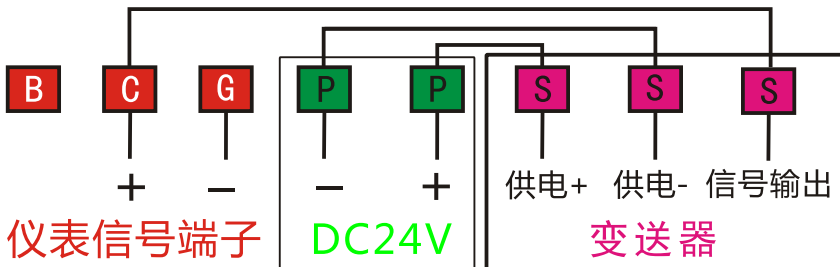 B C G P P S S S
+ − − + 供电+ 供电- 信号输出
仪表信号端子 DC24V 变送器